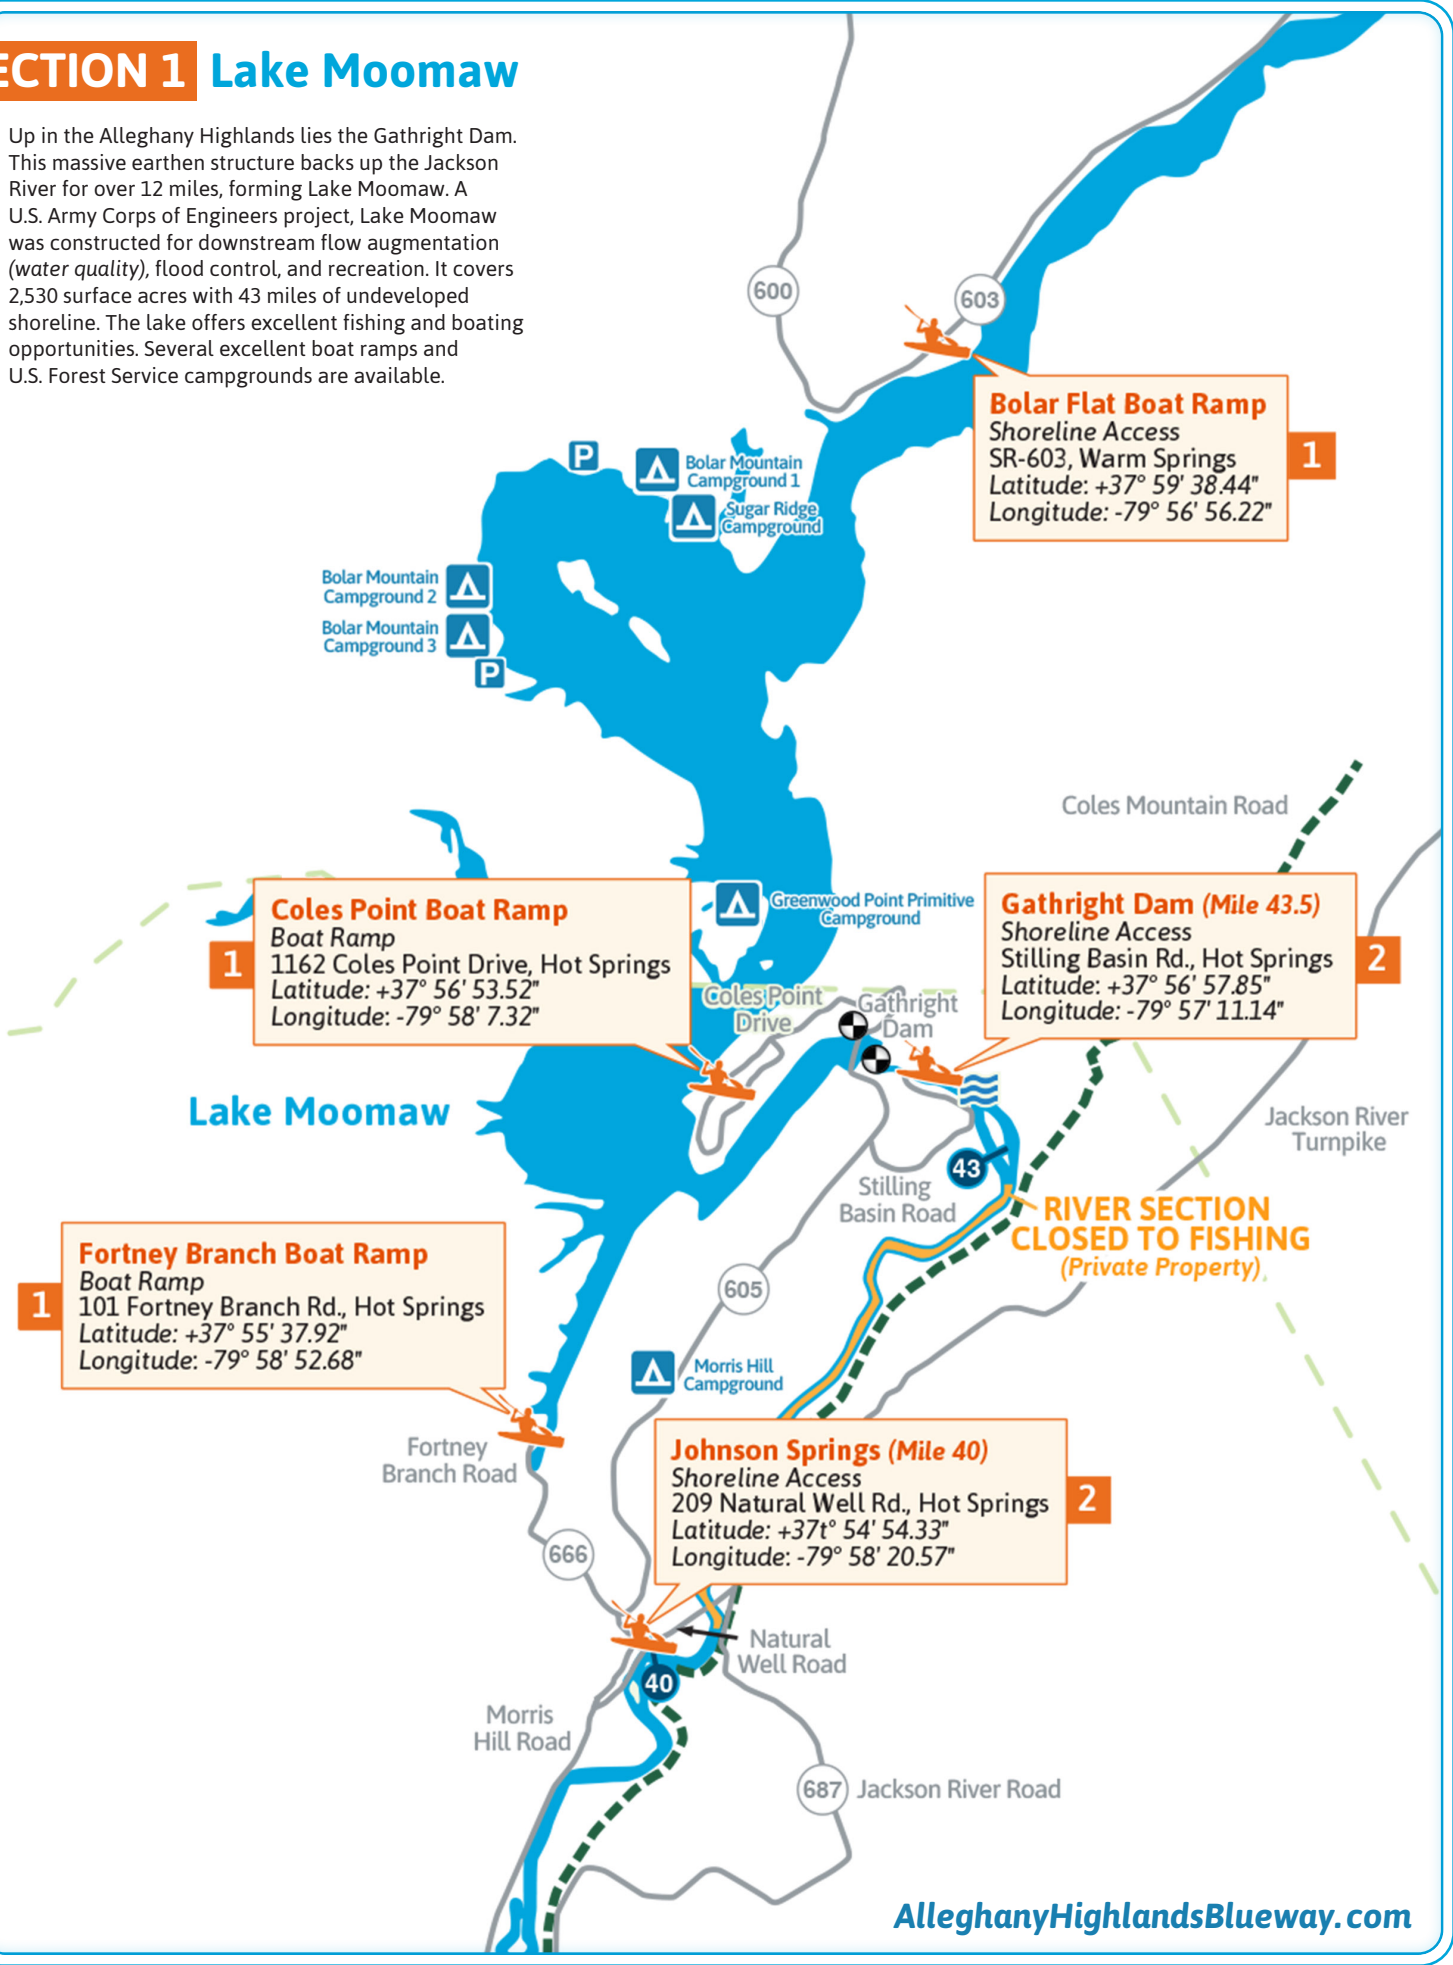 ECTION 1 Lake Moomaw
Up in the Alleghany Highlands lies the Gathright Dam.
This massive earthen structure backs up the Jackson
River for over 12 miles, forming Lake Moomaw. A
U.S. Army Corps of Engineers project, Lake Moomaw
was constructed for downstream flow augmentation
(water quality), flood control, and recreation. It covers
2,530 surface acres with 43 miles of undeveloped
shoreline. The lake offers excellent fishing and boating
opportunities. Several excellent boat ramps and
U.S. Forest Service campgrounds are available.
600
603
Bolar Flat Boat Ramp
Shoreline Access
SR-603, Warm Springs
Latitude: +37° 59' 38.44"
Longitude: -79° 56' 56.22"
1
P
Bolar Mountain
Campground 1
Sugar Ridge
Campground
Bolar Mountain
Campground 2
Bolar Mountain
Campground 3
P
Coles Mountain Road
Coles Point Boat Ramp
Boat Ramp
1162 Coles Point Drive, Hot Springs
Latitude: +37° 56' 53.52"
Longitude: -79° 58' 7.32"
1
Greenwood Point Primitive
Campground
Gathright Dam (Mile 43.5)
Shoreline Access
Stilling Basin Rd., Hot Springs
Latitude: +37° 56' 57.85"
Longitude: -79° 57' 11.14"
2
Coles Point
Drive
Gathright
Dam
Lake Moomaw
Jackson River
Turnpike
43
Stilling
Basin Road
RIVER SECTION
CLOSED TO FISHING
(Private Property)
Fortney Branch Boat Ramp
Boat Ramp
101 Fortney Branch Rd., Hot Springs
Latitude: +37° 55' 37.92"
Longitude: -79° 58' 52.68"
1
605
Morris Hill
Campground
Fortney
Branch Road
Johnson Springs (Mile 40)
Shoreline Access
209 Natural Well Rd., Hot Springs
Latitude: +37t° 54' 54.33"
Longitude: -79° 58' 20.57"
2
666
Natural
Well Road
40
Morris
Hill Road
687 Jackson River Road
AlleghanyHighlandsBlueway.com